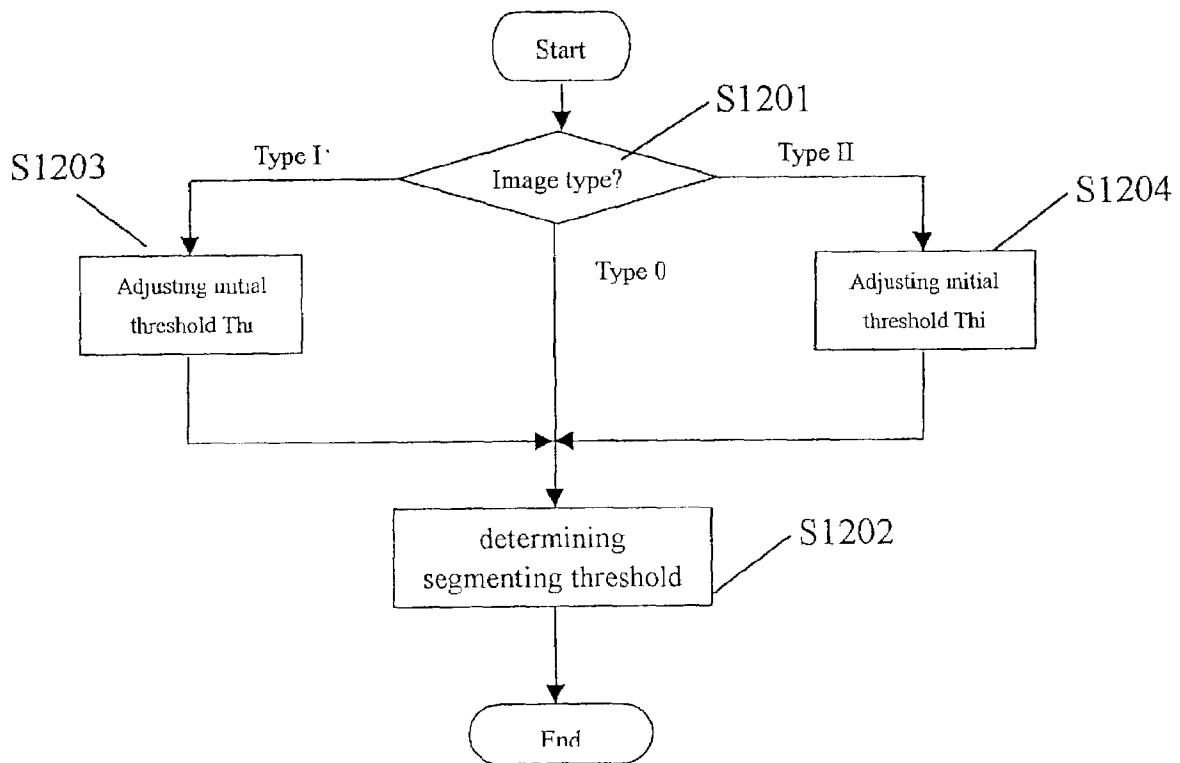 Start
S1201
Type I
Type II
S1203
Image type?
S1204
Type 0
Adjusting initial
threshold Thi
Adjusting initial
threshold Thi
determining
segmenting threshold
S1202
End